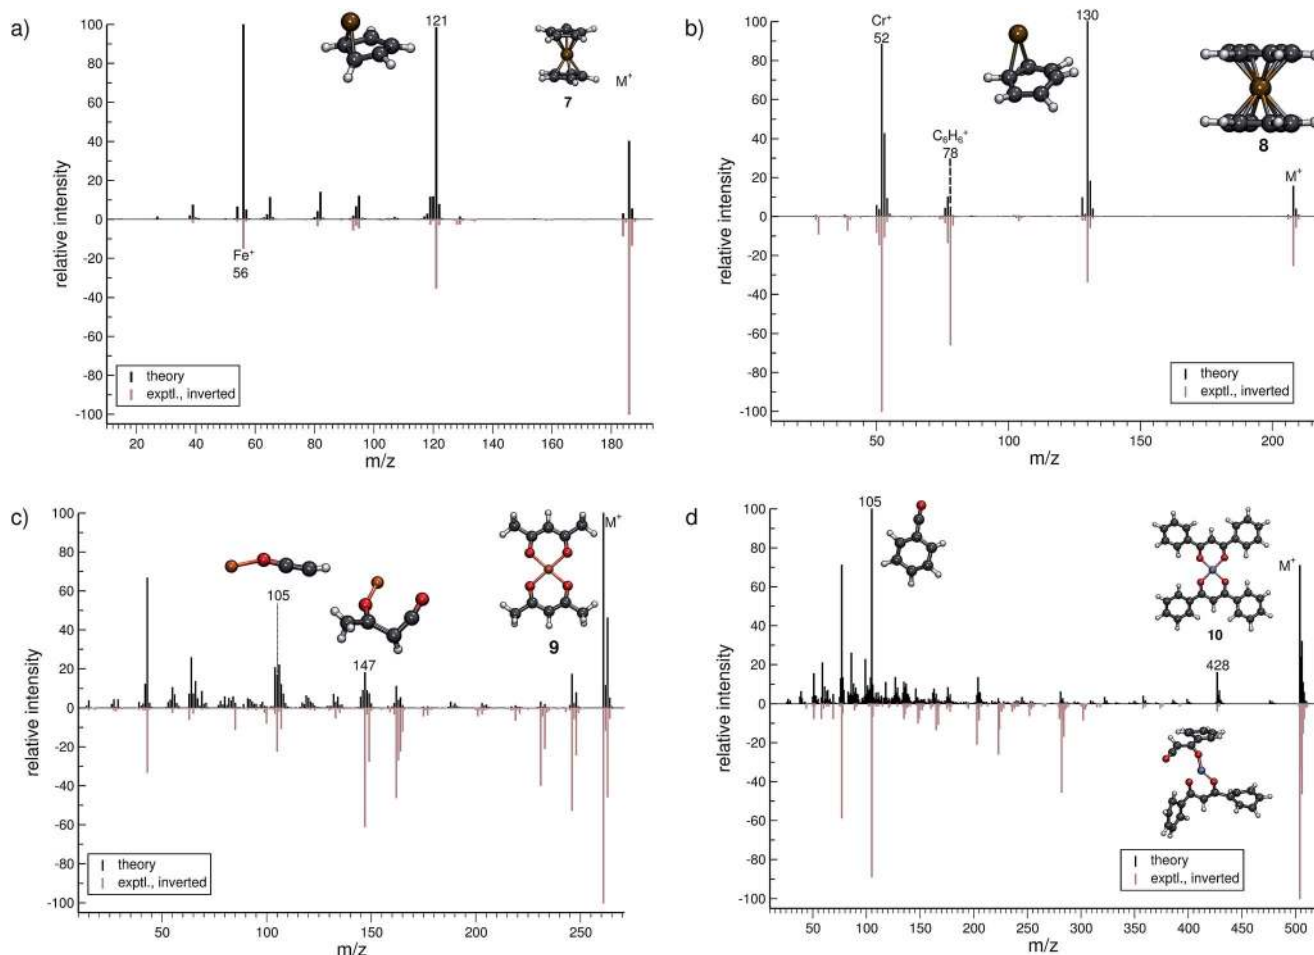 a)
100
80
60
40
20
0
-20
-40
-60
-80
-100
relative intensity
121
7
M⁺
Fe⁺
56
theory
exptl., inverted
20 40 60 80 100 120 140 160 180
m/z
b)
100
80
60
40
20
0
-20
-40
-60
-80
-100
relative intensity
Cr⁺
52
130
C₆H₆⁺
78
8
M⁺
theory
exptl., inverted
50 100 150 200
m/z
c)
100
80
60
40
20
0
-20
-40
-60
-80
-100
relative intensity
M⁺
105
147
9
theory
exptl., inverted
50 100 150 200 250
m/z
d
100
80
60
40
20
0
-20
-40
-60
-80
-100
relative intensity
105
M⁺
10
428
theory
exptl., inverted
50 100 150 200 250 300 350 400 450 500
m/z